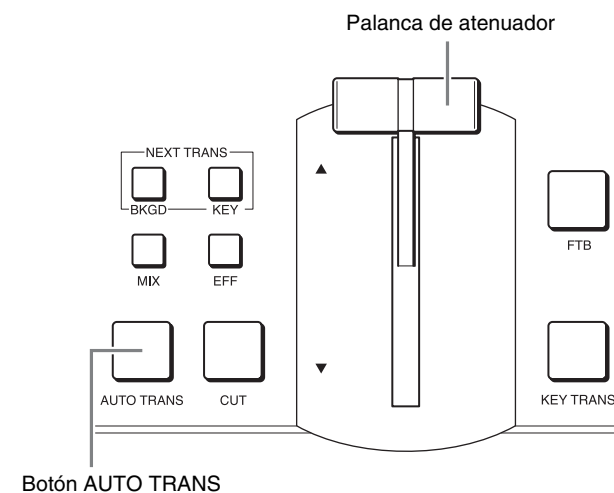 Palanca de atenuador
NEXT TRANS
BKGD KEY
MIX EFF
FTB
AUTO TRANS CUT
KEY TRANS
Botón AUTO TRANS